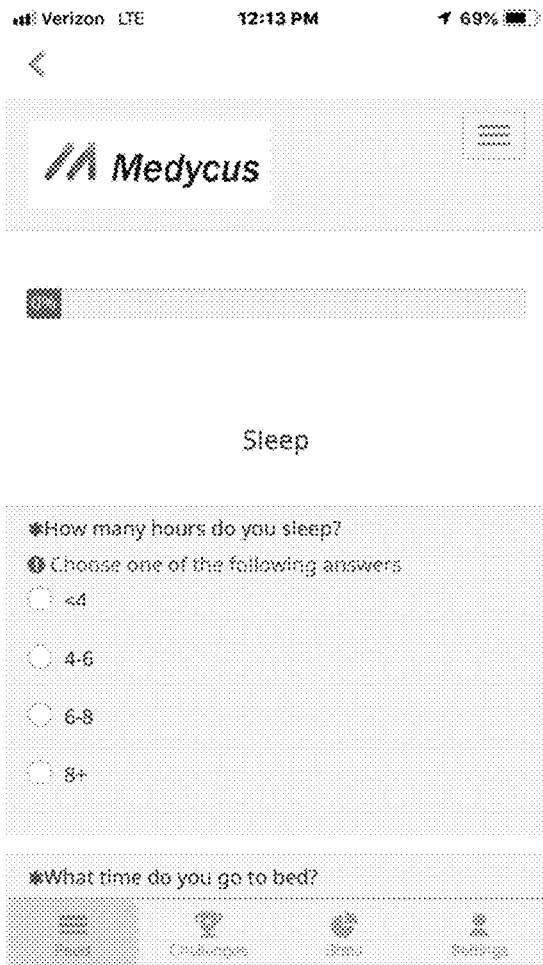 Verizon LTE 12:13 PM 69%
Medycus
Sleep
*How many hours do you sleep?
Choose one of the following answers
<4
4-6
6-8
8+
*What time do you go to bed?
Challenges Settings